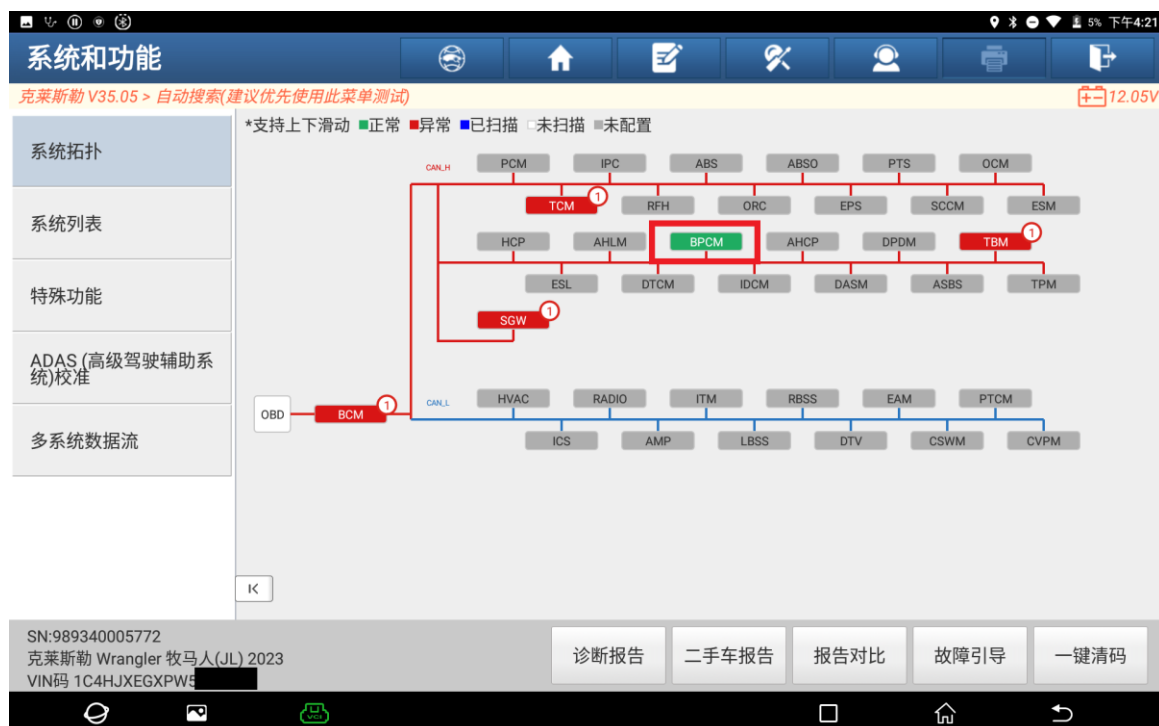 5% 下午4:21
系统和功能
克莱斯勒 V35.05 > 自动搜索(建议优先使用此菜单测试)
12.05V
系统拓扑
系统列表
特殊功能
ADAS (高级驾驶辅助系统)校准
多系统数据流
*支持上下滑动 正常 异常 已扫描 未扫描 未配置
CAN_H PCM IPC ABS ABSO PTS OCM
TCM 1 RFH ORC EPS SCCM ESM
HCP AHLM BPCM AHCP DPDM TBM 1
ESL DTCM IDCM DASM ASBS TPM
SGW 1
OBD BCM 1
CAN_L HVAC RADIO ITM RBSS EAM PTCM
ICS AMP LBSS DTV CSWM CVPM
SN:989340005772
克莱斯勒 Wrangler 牧马人(JL) 2023
VIN码 1C4HJXEGXPW5
诊断报告 二手车报告 报告对比 故障引导 一键清码
VCI